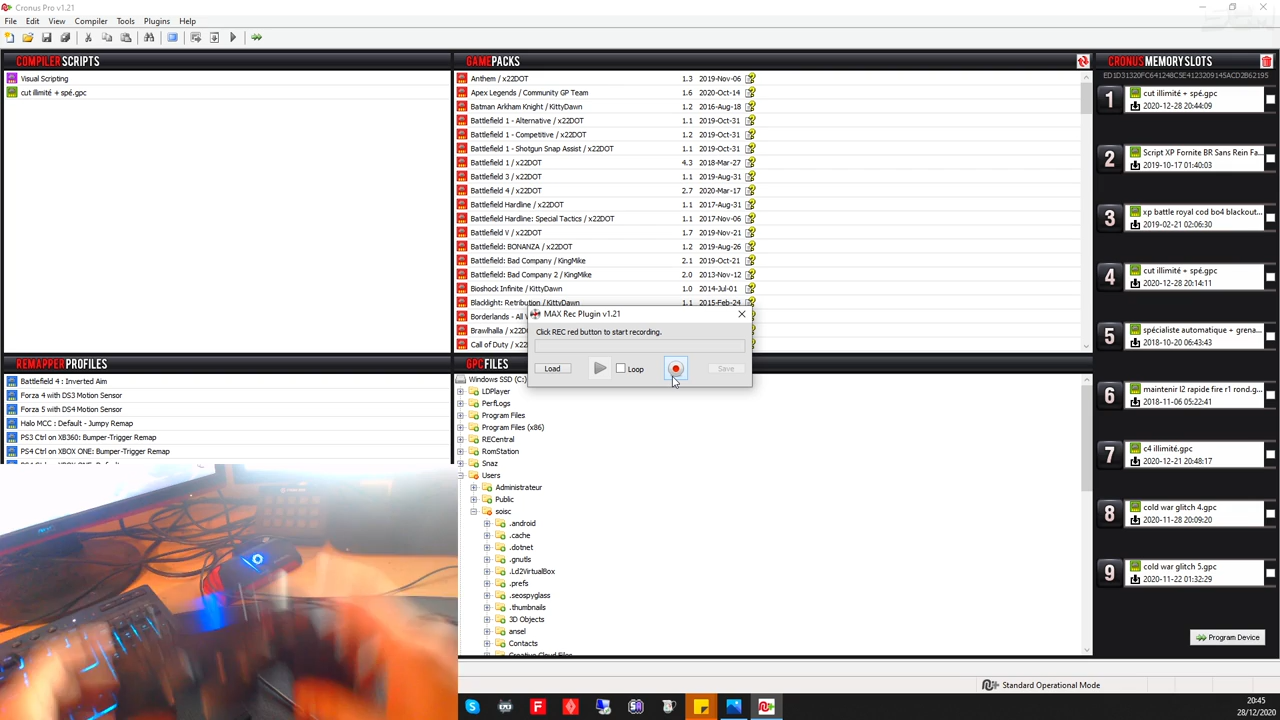 Cronus Pro v1.21
File Edit View Compiler Tools Plugins Help
COMPILER SCRIPTS
Visual Scripting
cut illimité + spé.gpc
GAMEPACKS
Anthem / x22DOT 1.3 2019-Nov-06
Apex Legends / Community GP Team 1.6 2020-Oct-14
Batman Arkham Knight / KittyDawn 1.2 2016-Aug-18
Battlefield 1 - Alternative / x22DOT 1.1 2019-Oct-31
Battlefield 1 - Competitive / x22DOT 1.2 2019-Oct-31
Battlefield 1 - Shotgun Snap Assist / x22DOT 1.1 2019-Oct-31
Battlefield 1 / x22DOT 4.3 2018-Mar-27
Battlefield 3 / x22DOT 1.1 2019-Aug-31
Battlefield 4 / x22DOT 2.7 2020-Mar-17
Battlefield Hardline / x22DOT 1.1 2017-Aug-31
Battlefield Hardline: Special Tactics / x22DOT 1.1 2017-Nov-06
Battlefield V / x22DOT 1.7 2019-Nov-21
Battlefield: BONANZA / x22DOT 1.2 2019-Aug-26
Battlefield: Bad Company / KingMike 2.1 2019-Oct-21
Battlefield: Bad Company 2 / KingMike 2.0 2013-Nov-12
Bioshock Infinite / KittyDawn 1.0 2014-Jul-01
Blacklight: Retribution / KittyDawn 1.1 2015-Feb-24
Borderlands - All
Brawlhalla / x22D
Call of Duty / x22
MAX Rec Plugin v1.21
Click REC red button to start recording.
Load
Loop
Save
REMAPPER PROFILES
Battlefield 4 : Inverted Aim
Forza 4 with DS3 Motion Sensor
Forza 5 with DS4 Motion Sensor
Halo MCC : Default - Jumpy Remap
PS3 Ctrl on XB360: Bumper-Trigger Remap
PS4 Ctrl on XBOX ONE: Bumper-Trigger Remap
GPC FILES
Windows SSD (C:)
LDPlayer
PerfLogs
Program Files
Program Files (x86)
RECentral
RomStation
Snaz
Users
Administrateur
Public
soisc
.android
.cache
.dotnet
.gnutls
.Ld2VirtualBox
.prefs
.seospyglass
.thumbnails
3D Objects
ansel
Contacts
Creative Cloud Files
CRONUS MEMORY SLOTS
1 cut illimité + spé.gpc
2020-12-28 20:44:09
2 Script XP Fornite BR Sans Rein Fa...
2019-10-17 01:40:03
3 xp battle royal cod bo4 blackout...
2019-02-21 02:06:30
4 cut illimité + spé.gpc
2020-12-28 20:14:11
5 spécialiste automatique + grena...
2018-10-20 06:43:43
6 maintenir l2 rapide fire r1 rond.g...
2018-11-06 05:22:41
7 c4 illimité.gpc
2020-12-21 20:48:17
8 cold war glitch 4.gpc
2020-11-28 20:09:20
9 cold war glitch 5.gpc
2020-11-22 01:32:29
Program Device
Standard Operational Mode
20:45
28/12/2020